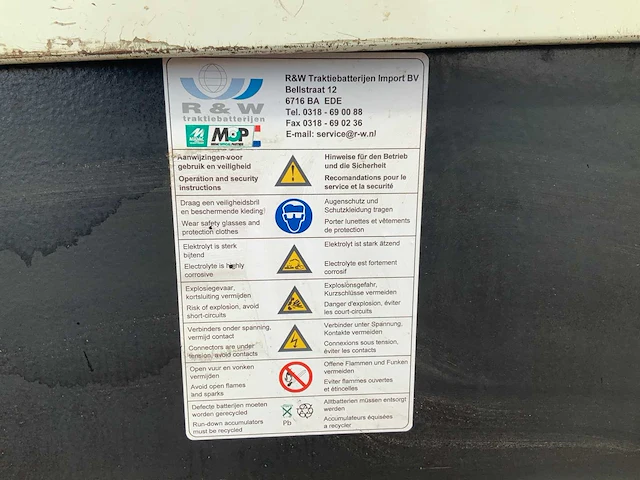 R&W Traktiebatterijen Import BV
Bellstraat 12
6716 BA EDE
Tel. 0318 - 69 00 88
Fax 0318 - 69 02 36
E-mail: service@r-w.nl
R & W
traktiebatterijen
MOP
Aanwijzingen voor
gebruik en veiligheid
Operation and security
instructions
Hinweise für den Betrieb
und die Sicherheit
Recomandations pour le
service et la securité
Draag een veiligheidsbril
en beschermende kleding!
Wear safety glasses and
protection clothes
Augenschutz und
Schutzkleidung tragen
Porter lunettes et vêtements
de protection
Elektrolyt is sterk
bijtend
Electrolyte is highly
corrosive
Elektrolyt ist stark ätzend
Electrolyte est fortement
corrosif
Explosiegevaar,
kortsluiting vermijden
Risk of explosion, avoid
short-circuits
Explosionsgefahr,
Kurzschlüsse vermeiden
Danger d'explosion, éviter
les court-circuits
Verbinders onder spanning,
vermijd contact
Connectors are under
tension, avoid contacts
Verbinder unter Spannung,
Kontakte vermeiden
Connexions sous tension,
éviter les contacts
Open vuur en vonken
vermijden
Avoid open flames
and sparks
Offene Flammen und Funken
vermeiden
Eviter flammes ouvertes
et étincelles
Defecte batterijen moeten
worden gerecycled
Run-down accumulators
must be recycled
Pb
Altbatterien müssen entsorgt
werden
Accumulateurs équisées
a recycler